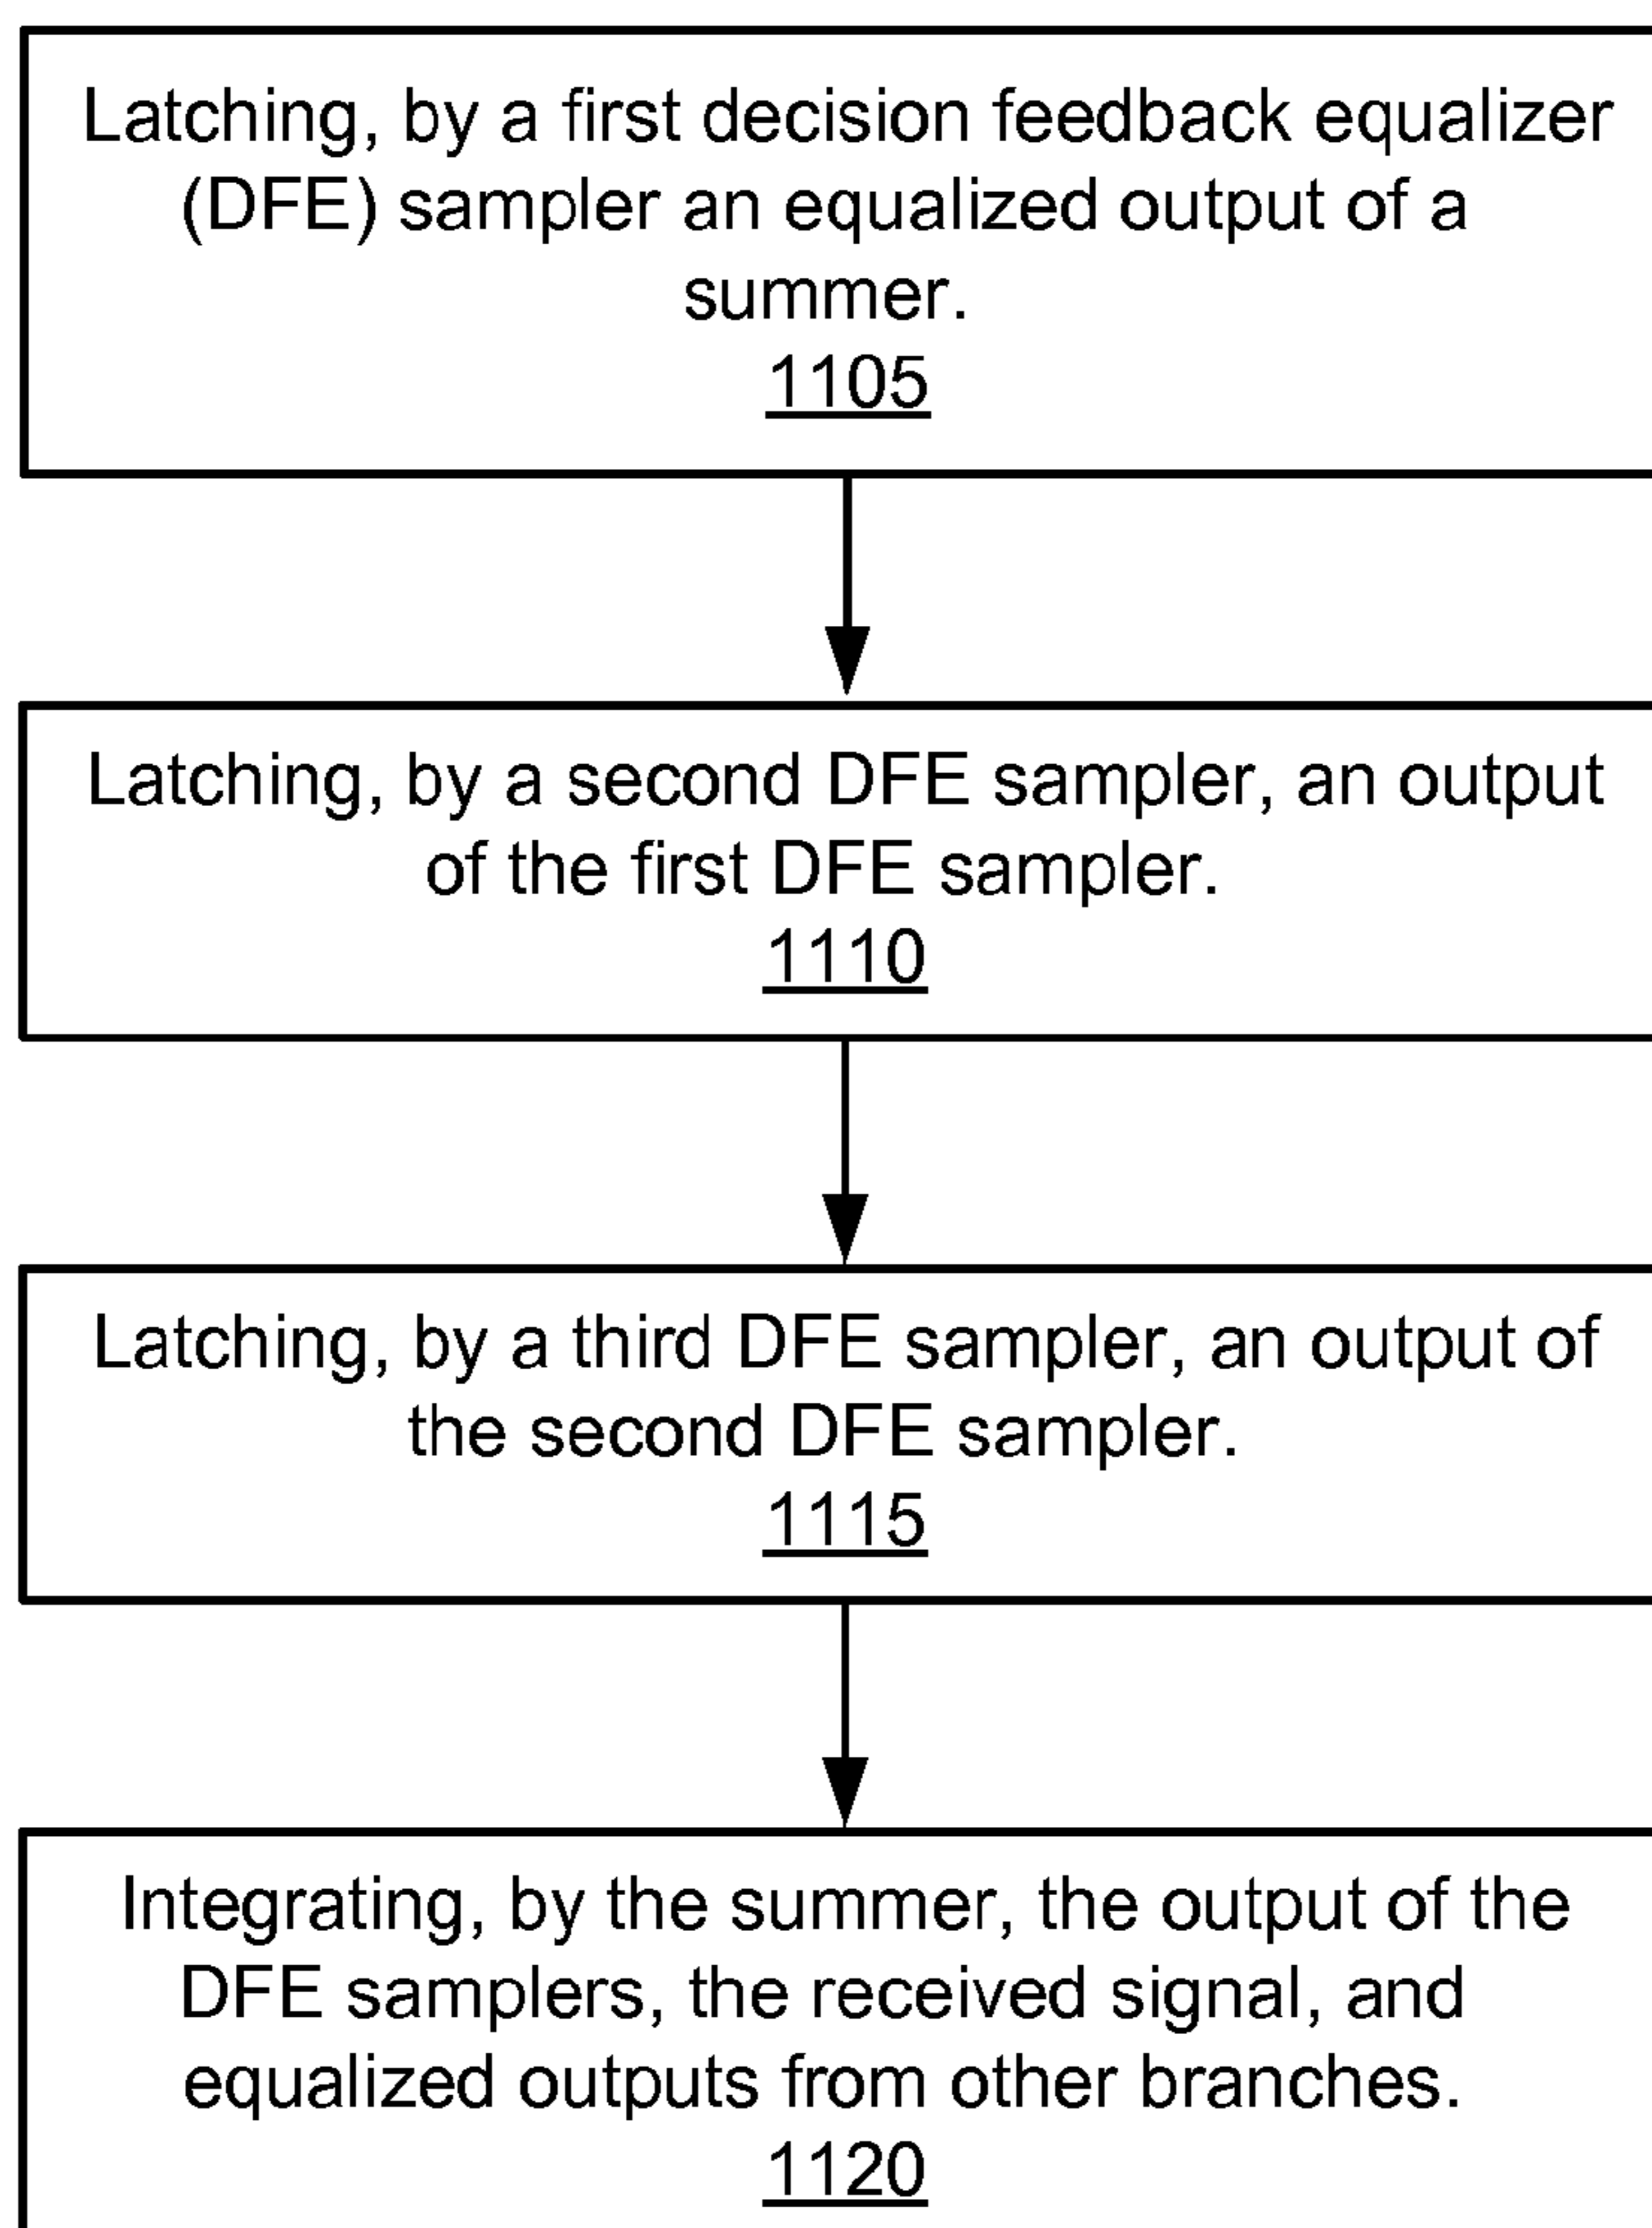 Latching, by a first decision feedback equalizer
(DFE) sampler an equalized output of a
summer.
1105
Latching, by a second DFE sampler, an output
of the first DFE sampler.
1110
Latching, by a third DFE sampler, an output of
the second DFE sampler.
1115
Integrating, by the summer, the output of the
DFE samplers, the received signal, and
equalized outputs from other branches.
1120